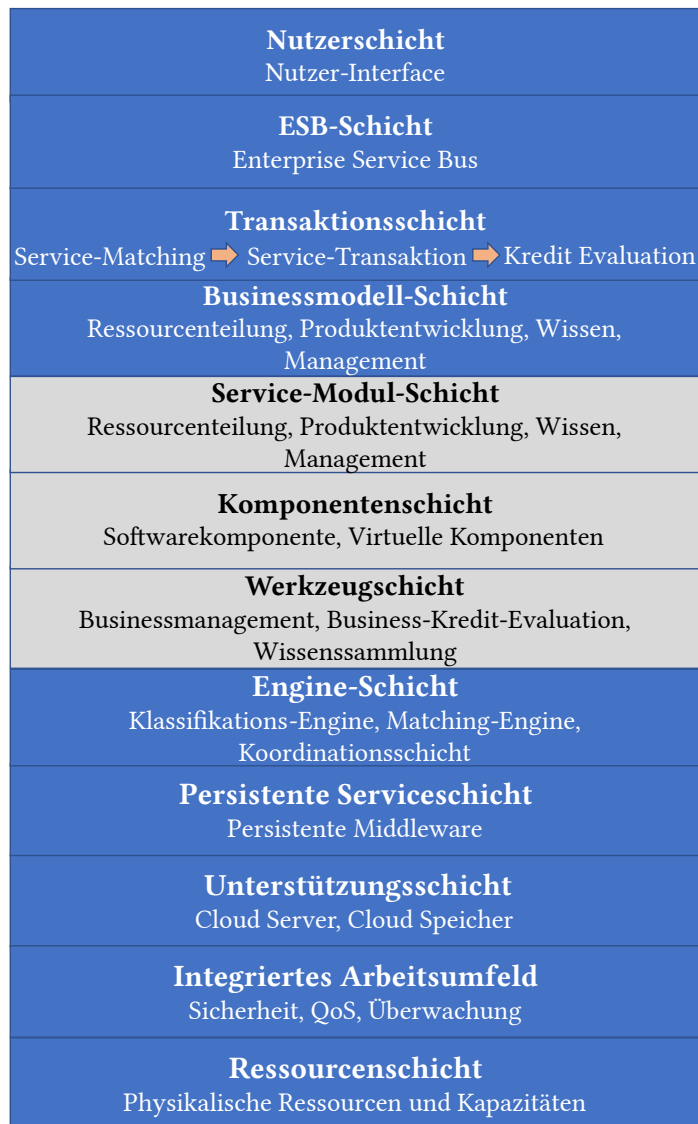 Nutzerschicht
Nutzer-Interface
ESB-Schicht
Enterprise Service Bus
Transaktionsschicht
Service-Matching Service-Transaktion Kredit Evaluation
Businessmodell-Schicht
Ressourcenteilung, Produktentwicklung, Wissen,
Management
Service-Modul-Schicht
Ressourcenteilung, Produktentwicklung, Wissen,
Management
Komponentenschicht
Softwarekomponente, Virtuelle Komponenten
Werkzeugschicht
Businessmanagement, Business-Kredit-Evaluation,
Wissenssammlung
Engine-Schicht
Klassifikations-Engine, Matching-Engine,
Koordinationsschicht
Persistente Serviceschicht
Persistente Middleware
Unterstützungsschicht
Cloud Server, Cloud Speicher
Integriertes Arbeitsumfeld
Sicherheit, QoS, Überwachung
Ressourcenschicht
Physikalische Ressourcen und Kapazitäten